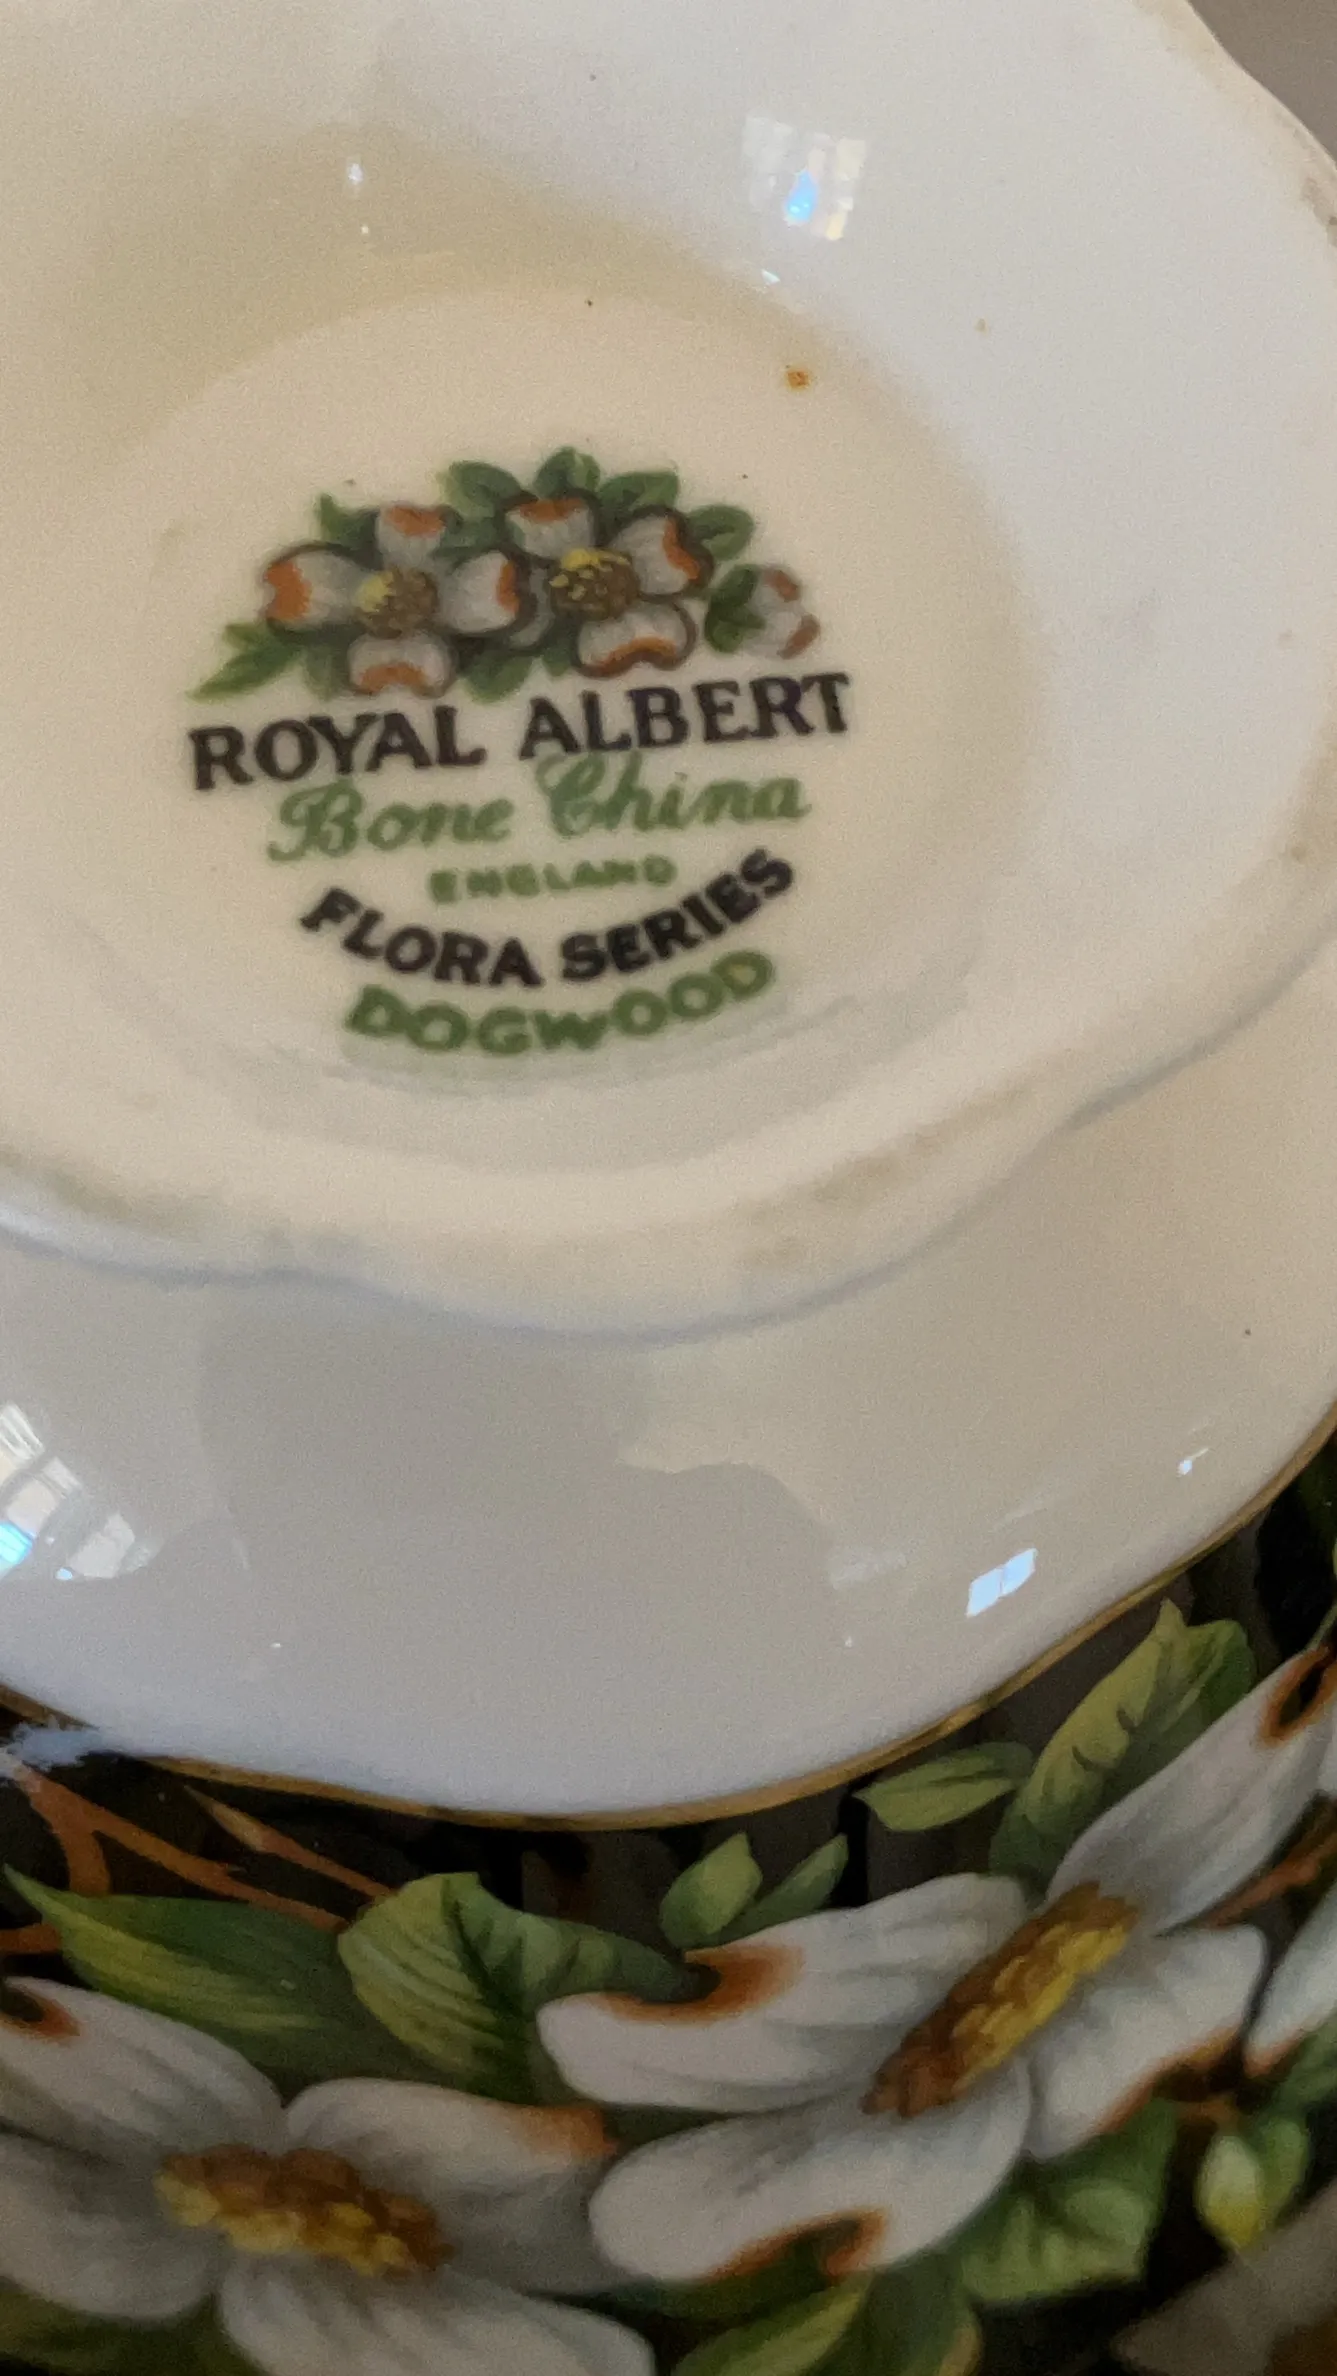 ROYAL ALBERT
Bone China
ENGLAND
FLORA SERIES
DOGWOOD